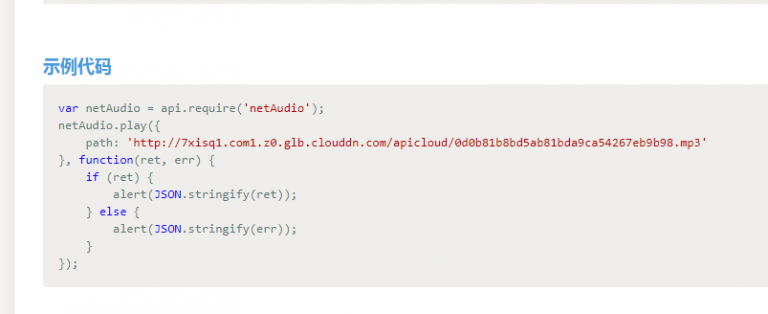 示例代码
var netAudio = api.require('netAudio');
netAudio.play({
    path: 'http://7xisq1.com1.z0.glb.clouddn.com/apicloud/0d0b81b8bd5ab81bda9ca54267eb9b98.mp3'
}, function(ret, err) {
    if (ret) {
        alert(JSON.stringify(ret));
    } else {
        alert(JSON.stringify(err));
    }
});